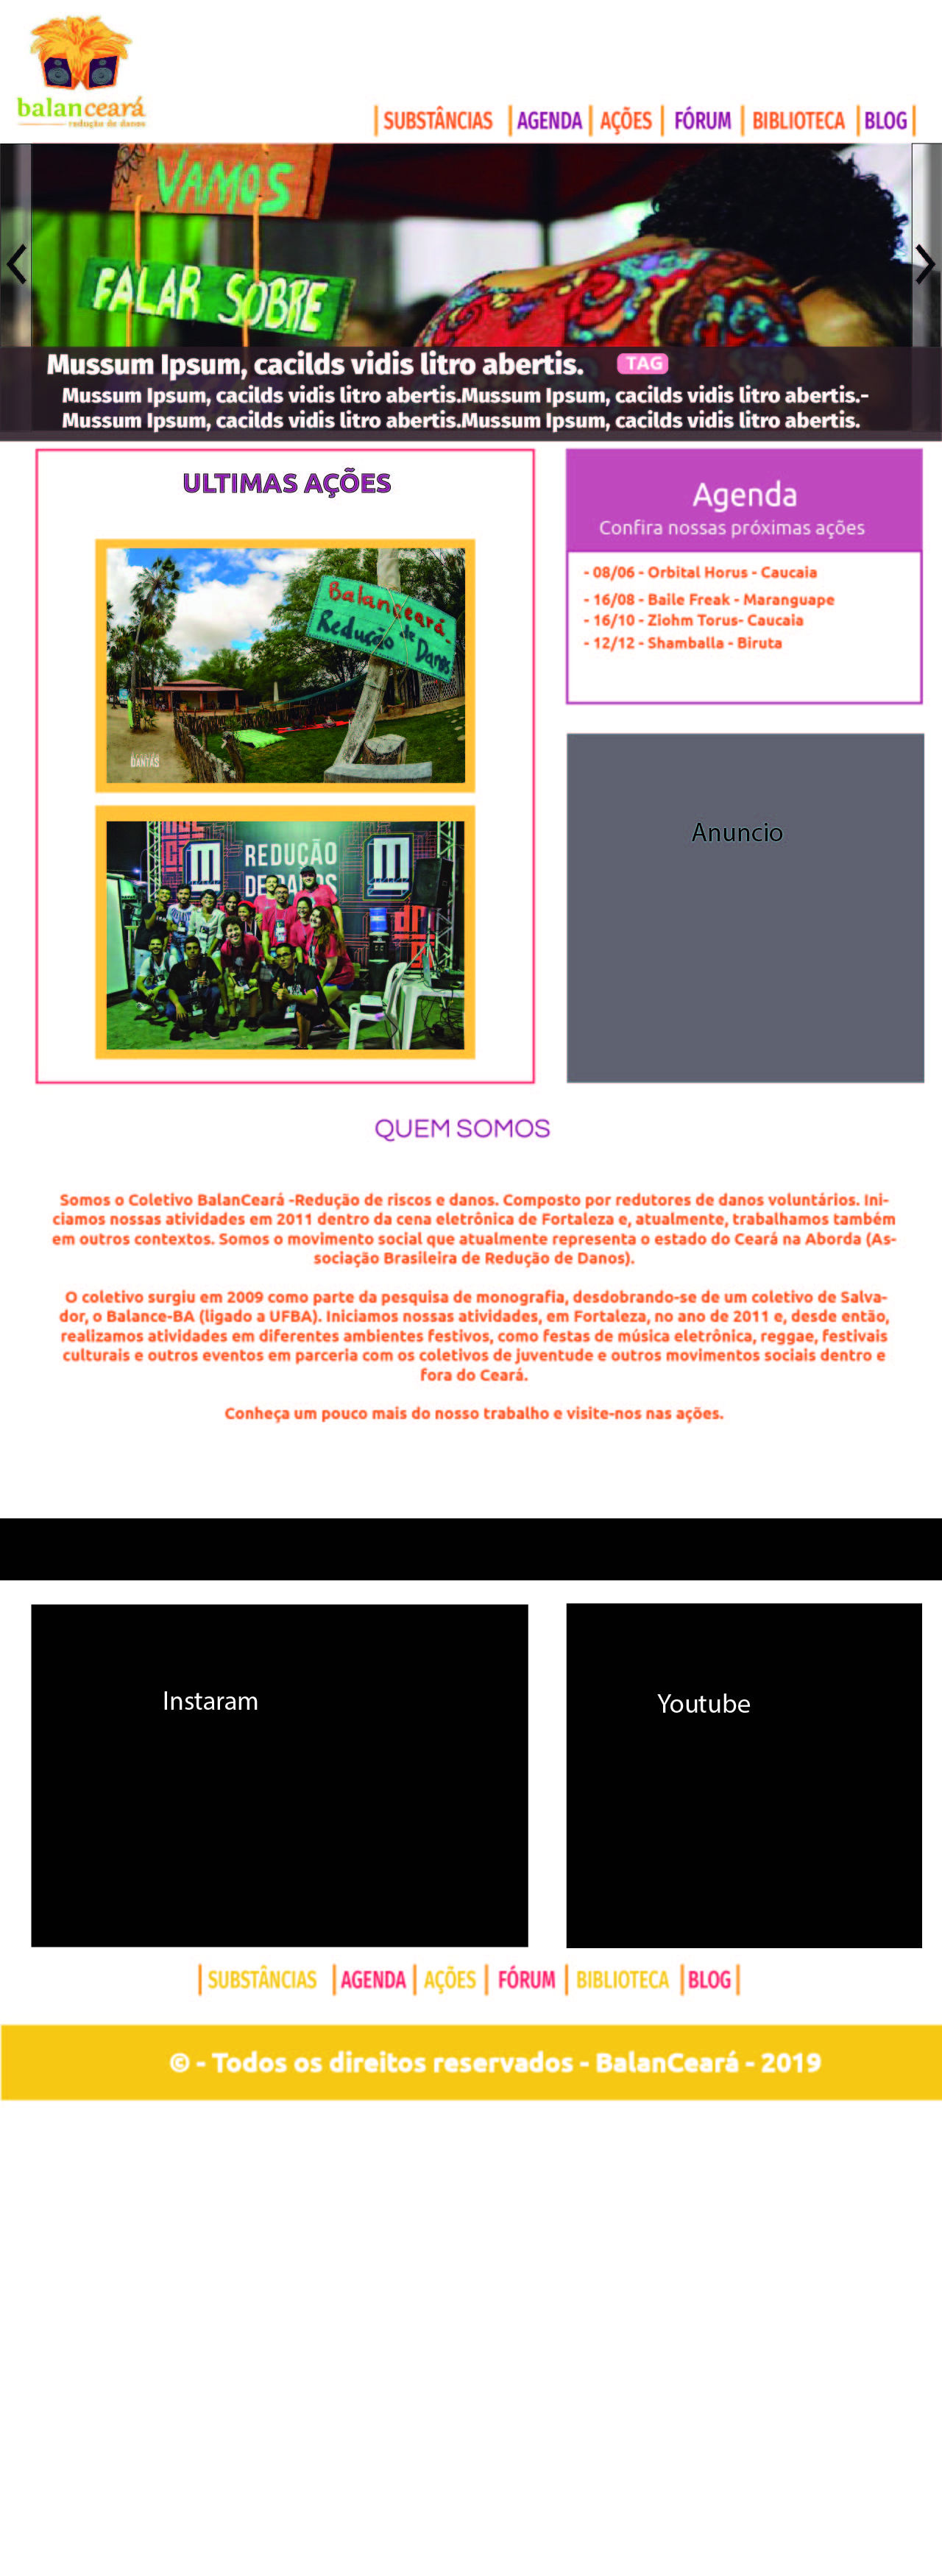 balanceará
redução de danos
SUBSTÂNCIAS AGENDA AÇÕES FÓRUM BIBLIOTECA BLOG
VAMOS
FALAR SOBRE
Mussum Ipsum, cacilds vidis litro abertis. TAG
Mussum Ipsum, cacilds vidis litro abertis.Mussum Ipsum, cacilds vidis litro abertis.-
Mussum Ipsum, cacilds vidis litro abertis.Mussum Ipsum, cacilds vidis litro abertis.
ULTIMAS AÇÕES
Balanceará-
Redução de Danos
DANTAS
REDUÇÃO
DE DANOS
Agenda
Confira nossas próximas ações
- 08/06 - Orbital Horus - Caucaia
- 16/08 - Baile Freak - Maranguape
- 16/10 - Ziohm Torus- Caucaia
- 12/12 - Shamballa - Biruta
Anuncio
QUEM SOMOS
Somos o Coletivo BalanCeará -Redução de riscos e danos. Composto por redutores de danos voluntários. Ini-
ciamos nossas atividades em 2011 dentro da cena eletrônica de Fortaleza e, atualmente, trabalhamos também
em outros contextos. Somos o movimento social que atualmente representa o estado do Ceará na Aborda (As-
sociação Brasileira de Redução de Danos).
O coletivo surgiu em 2009 como parte da pesquisa de monografia, desdobrando-se de um coletivo de Salva-
dor, o Balance-BA (ligado a UFBA). Iniciamos nossas atividades, em Fortaleza, no ano de 2011 e, desde então,
realizamos atividades em diferentes ambientes festivos, como festas de música eletrônica, reggae, festivais
culturais e outros eventos em parceria com os coletivos de juventude e outros movimentos sociais dentro e
fora do Ceará.
Conheça um pouco mais do nosso trabalho e visite-nos nas ações.
Instaram
Youtube
SUBSTÂNCIAS AGENDA AÇÕES FÓRUM BIBLIOTECA BLOG
© - Todos os direitos reservados - BalanCeará - 2019